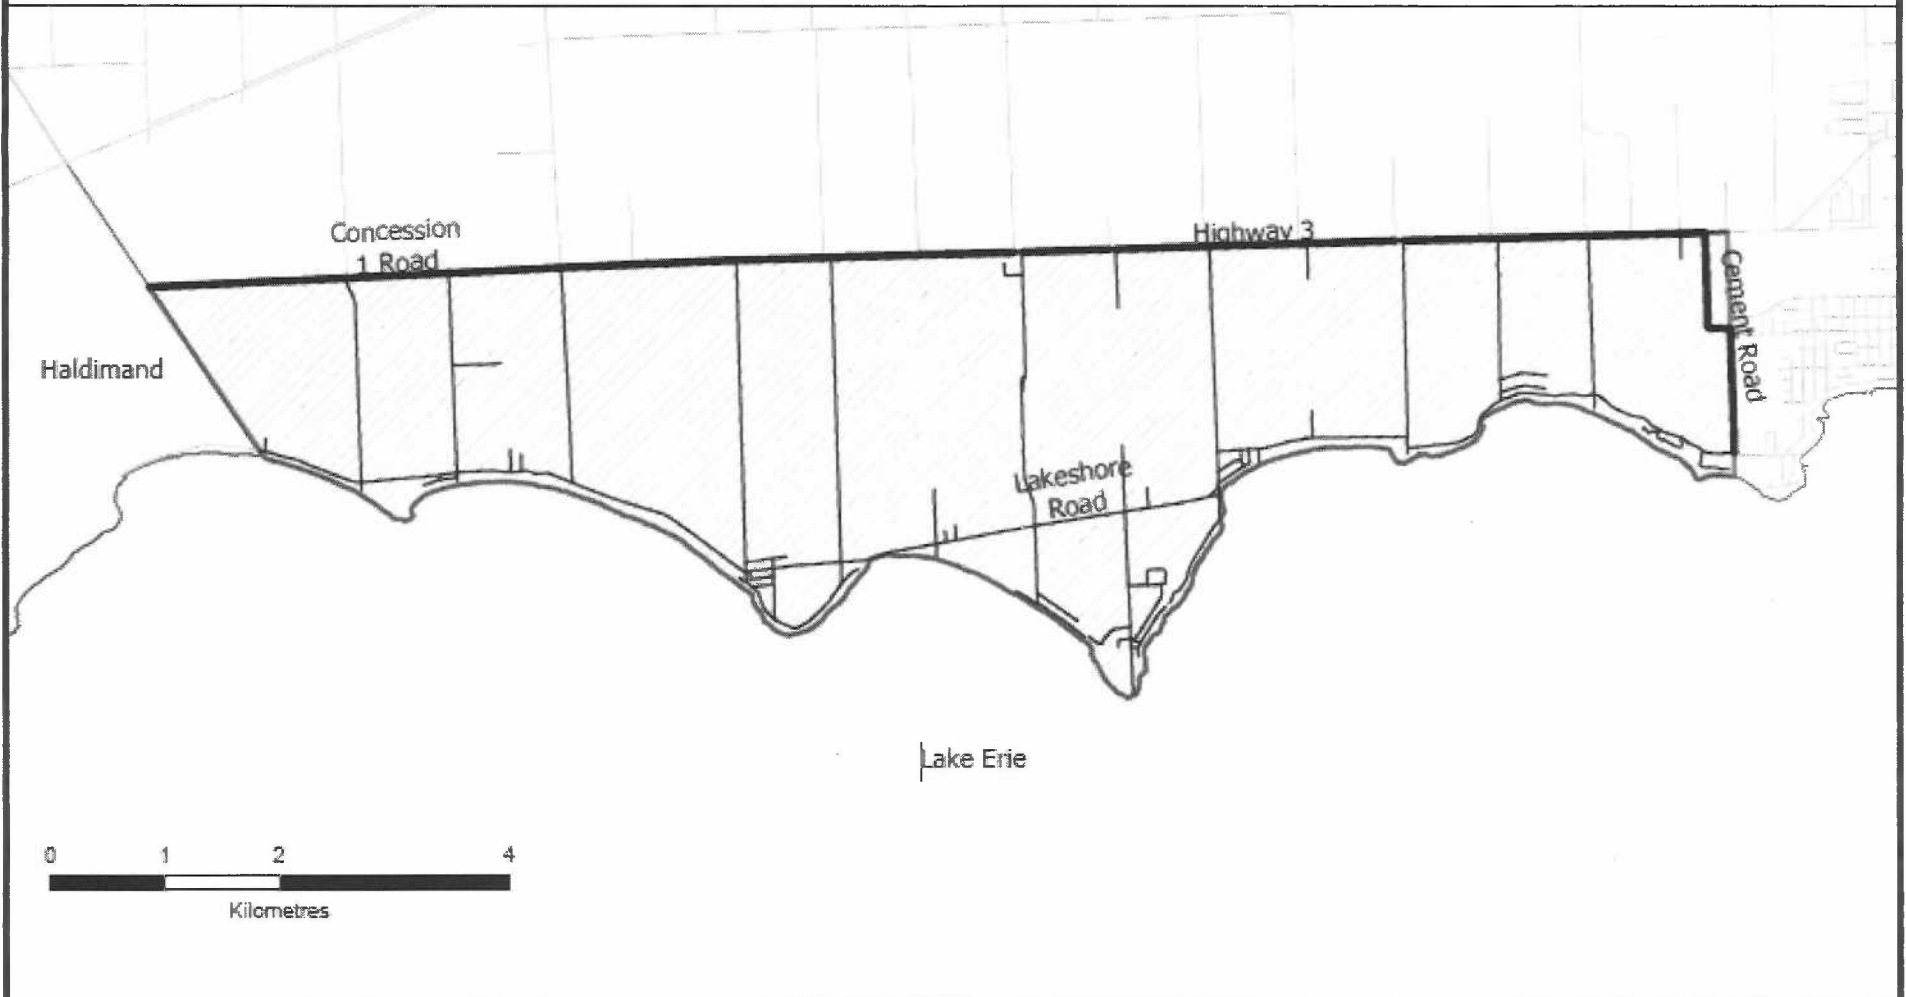 Concession
1 Road
Highway 3
Cement Road
Haldimand
Lakeshore
Road
Lake Erie
0 1 2 4
Kilometres